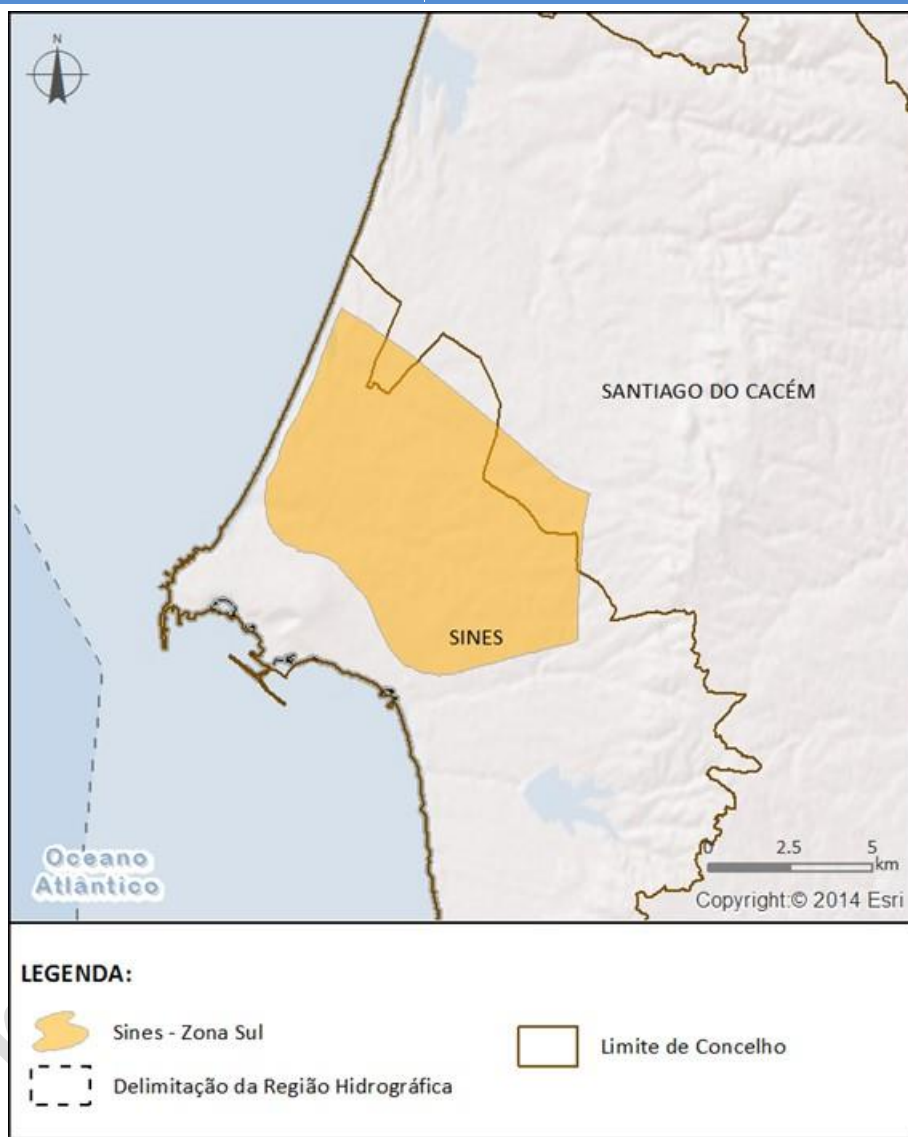 N
SANTIAGO DO CACÉM
SINES
Oceano
Atlântico
0 2.5 5
km
Copyright:© 2014 Esri
LEGENDA:
Sines - Zona Sul
Limite de Concelho
Delimitação da Região Hidrográfica